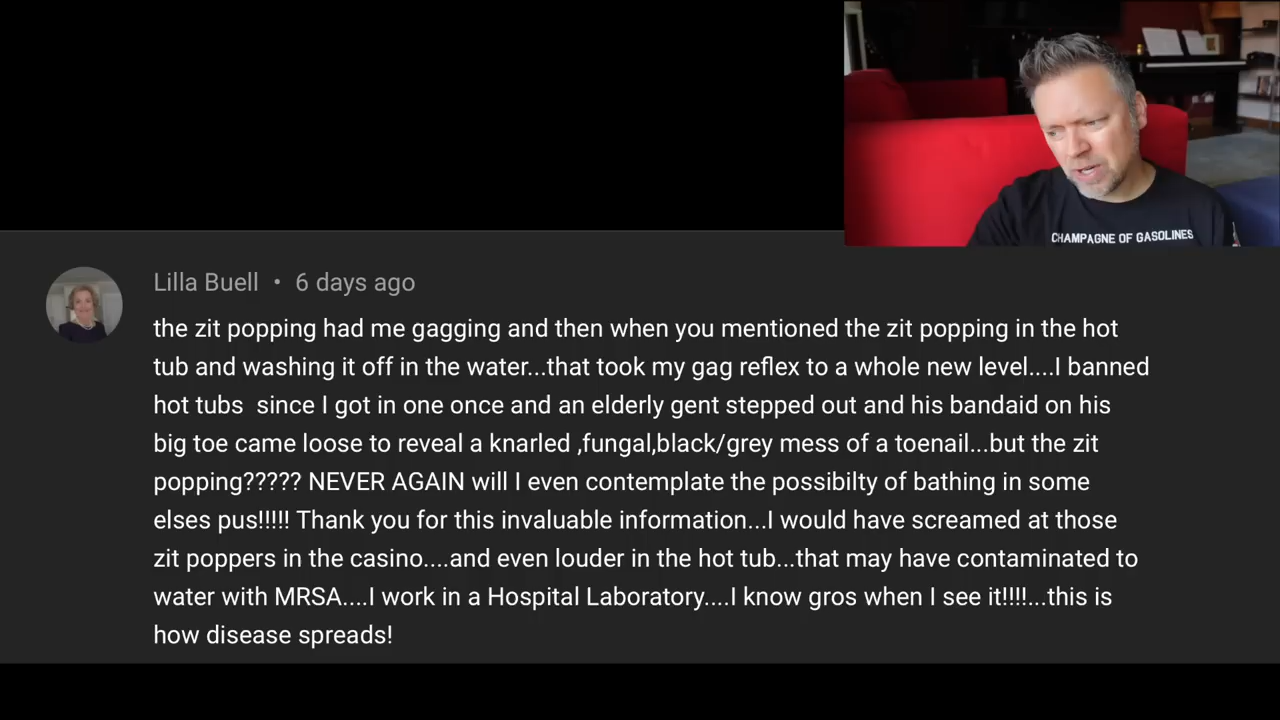 CHAMPAGNE OF GASOLINES
Lilla Buell • 6 days ago
the zit popping had me gagging and then when you mentioned the zit popping in the hot
tub and washing it off in the water...that took my gag reflex to a whole new level....I banned
hot tubs  since I got in one once and an elderly gent stepped out and his bandaid on his
big toe came loose to reveal a knarled ,fungal,black/grey mess of a toenail...but the zit
popping????? NEVER AGAIN will I even contemplate the possibilty of bathing in some
elses pus!!!!! Thank you for this invaluable information...I would have screamed at those
zit poppers in the casino....and even louder in the hot tub...that may have contaminated to
water with MRSA....I work in a Hospital Laboratory....I know gros when I see it!!!!...this is
how disease spreads!